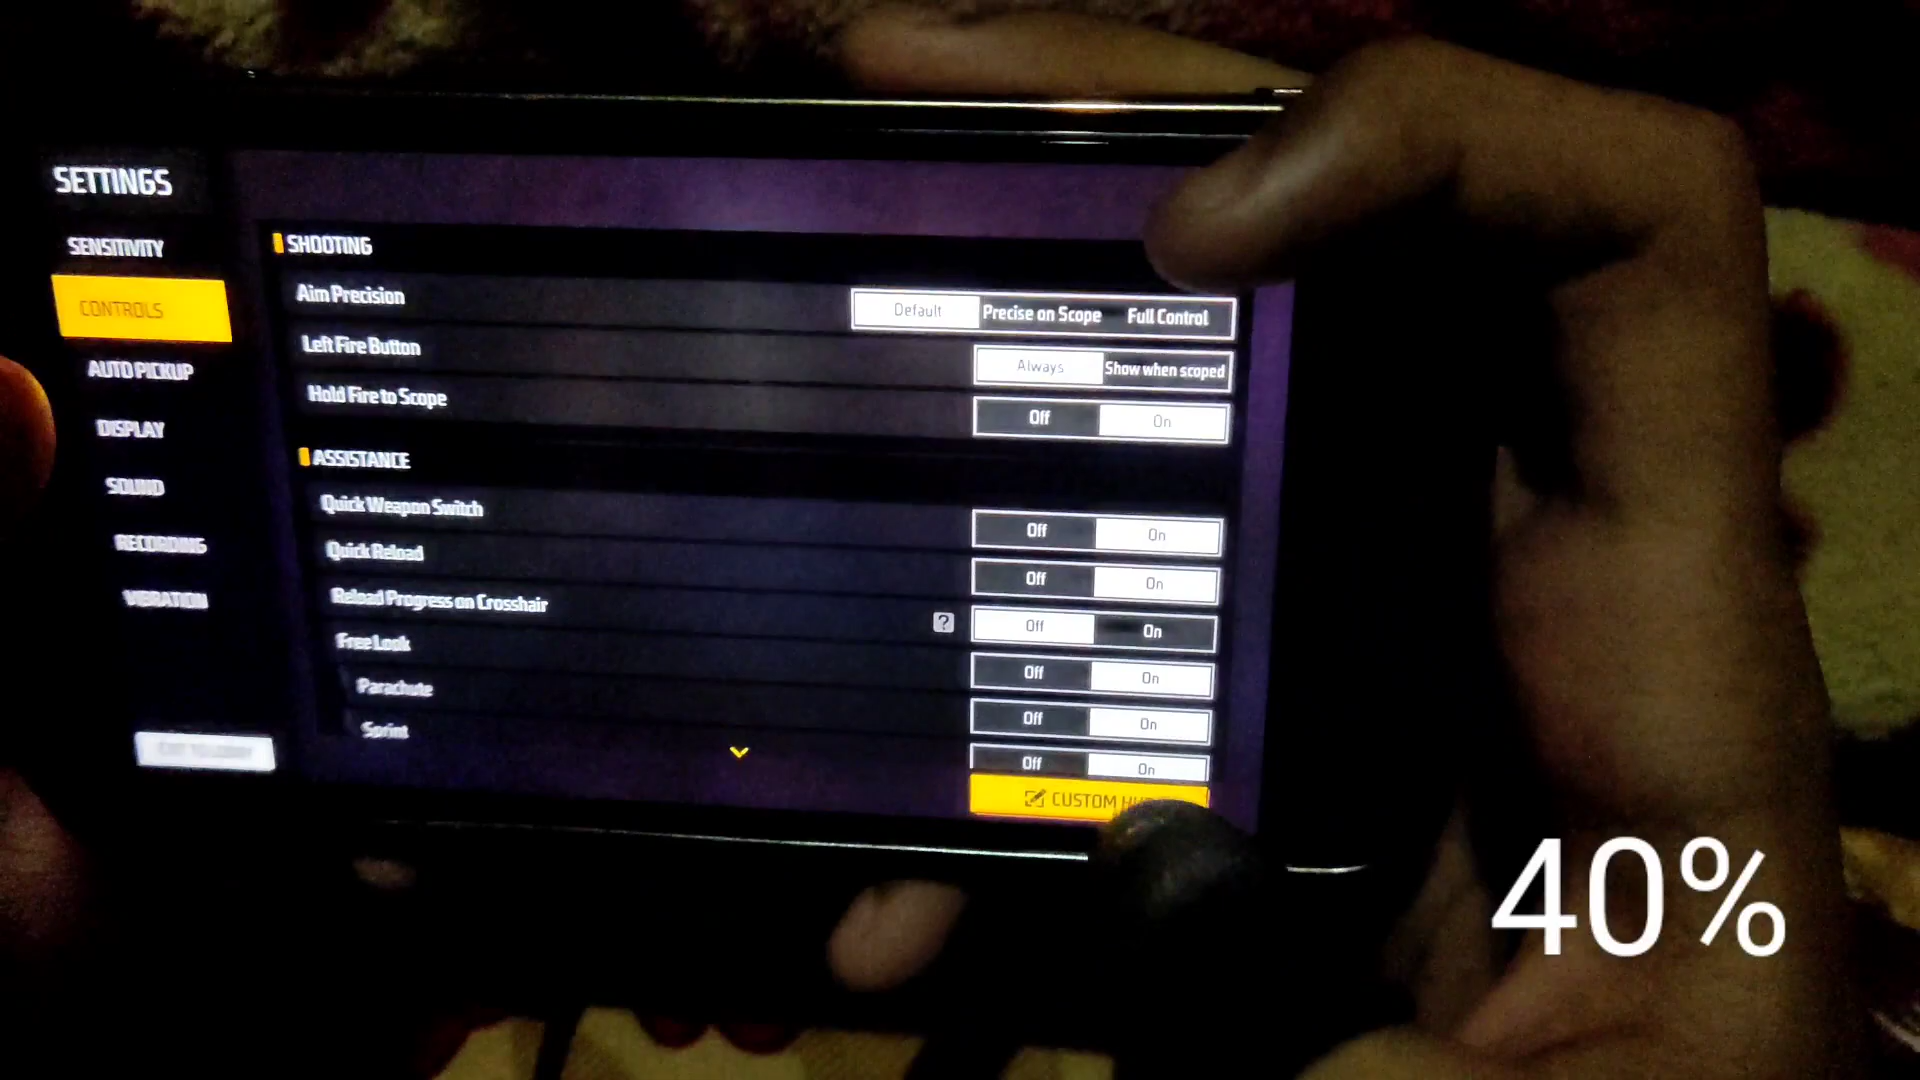 SETTINGS
SENSITIVITY
CONTROLS
AUTO PICKUP
DISPLAY
SOUND
RECORDING
VIBRATION
SHOOTING
Aim Precision
Default Precise on Scope Full Control
Left Fire Button
Always Show when scoped
Hold Fire to Scope
Off On
ASSISTANCE
Quick Weapon Switch
Off On
Quick Reload
Off On
Reload Progress on Crosshair
? Off On
Free Look
Off On
Parachute
Off On
Sprint
Off On
CUSTOM
40%